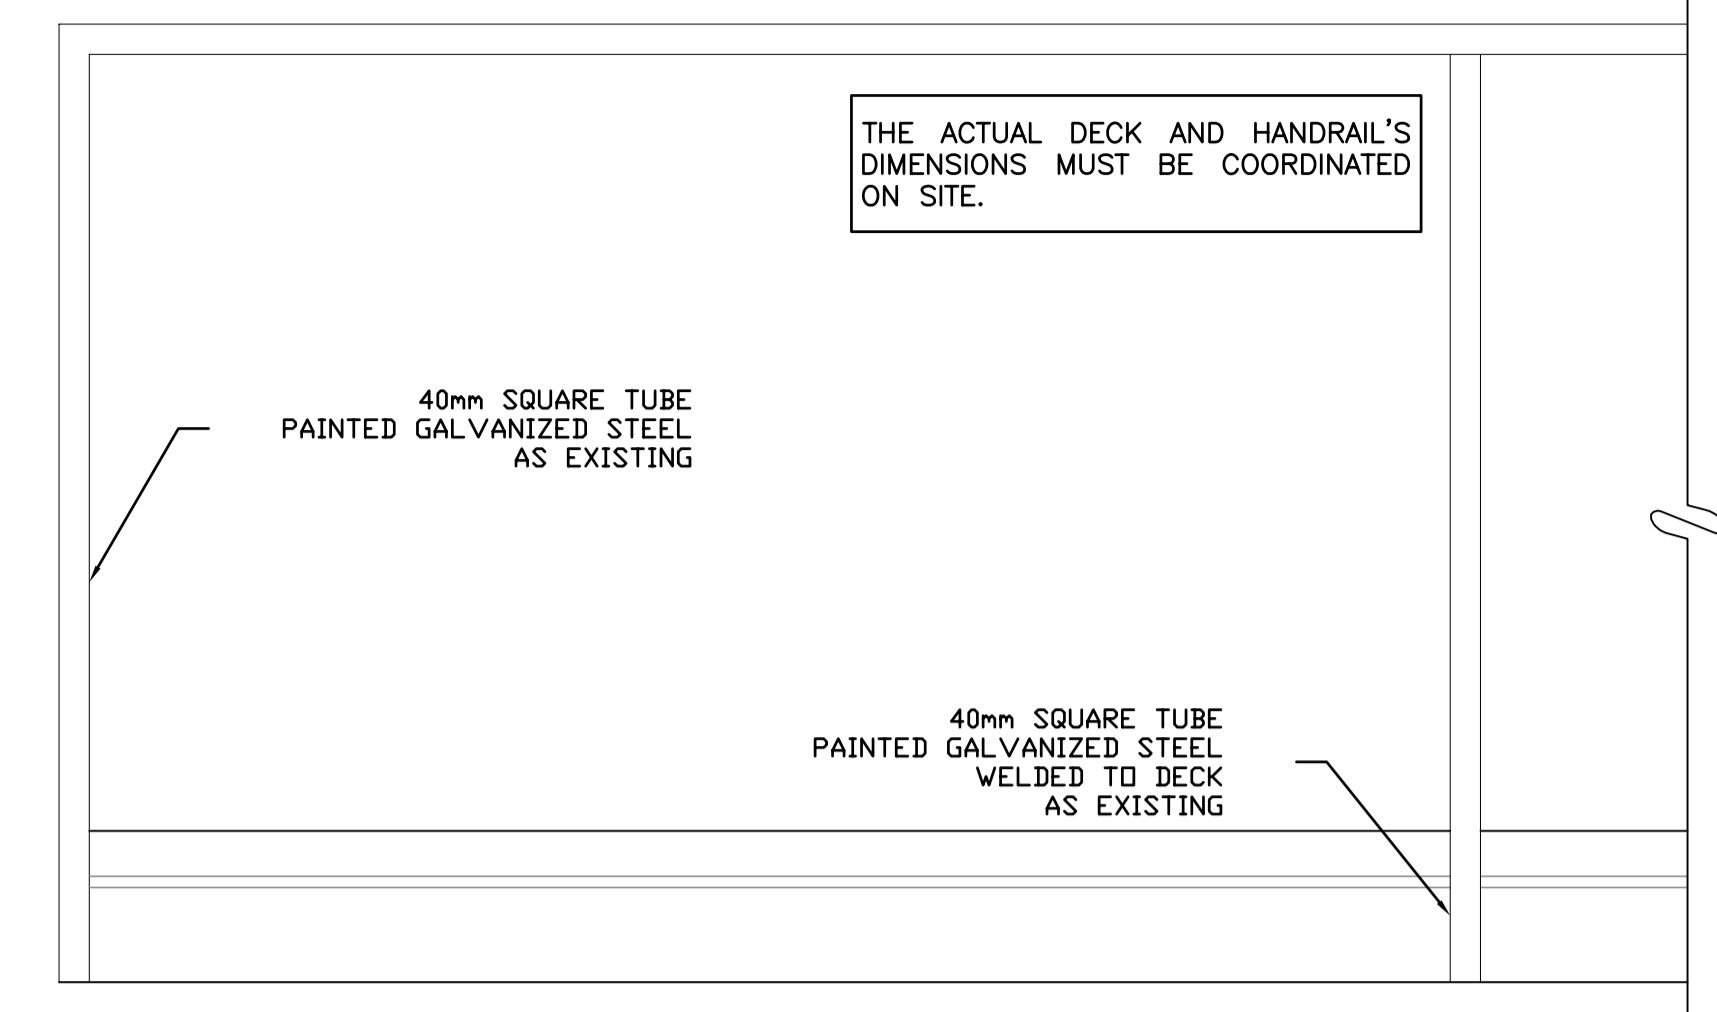 THE ACTUAL DECK AND HANDRAIL'S
DIMENSIONS MUST BE COORDINATED
ON SITE.
40mm SQUARE TUBE
PAINTED GALVANIZED STEEL
AS EXISTING
40mm SQUARE TUBE
PAINTED GALVANIZED STEEL
WELDED TO DECK
AS EXISTING